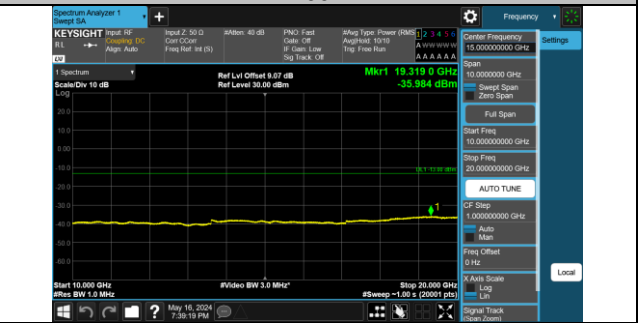 Spectrum Analyzer 1
Swept SA
Frequency
KEYSIGHT
RL
Input: RF
Coupling: DC
Align: Auto
Input Z: 50 Ω
Corr CCorr
Freq Ref: Int (S)
#Atten: 40 dB
PNO: Fast
Gate: Off
IF Gain: Low
Sig Track: Off
#Avg Type: Power (RMS
Avg|Hold: 10/10
Trig: Free Run
1 2 3 4 5 6
A W W W W W
A A A A A A
LXI
1 Spectrum
Scale/Div 10 dB
Log
Ref Lvl Offset 9.07 dB
Ref Level 30.00 dBm
Mkr1 19.319 0 GHz
-35.984 dBm
20.0
10.0
0.00
-10.0
DL1 -13.00 dBm
-20.0
-30.0
1
-40.0
-50.0
-60.0
Start 10.000 GHz
#Res BW 1.0 MHz
#Video BW 3.0 MHz*
Stop 20.000 GHz
#Sweep ~1.00 s (20001 pts)
Center Frequency
15.000000000 GHz
Settings
Span
10.0000000 GHz
Swept Span
Zero Span
Full Span
Start Freq
10.000000000 GHz
Stop Freq
20.000000000 GHz
AUTO TUNE
CF Step
1.000000000 GHz
Auto
Man
Freq Offset
0 Hz
X Axis Scale
Log
Lin
Local
Signal Track
(Span Zoom)
?
May 16, 2024
7:39:19 PM